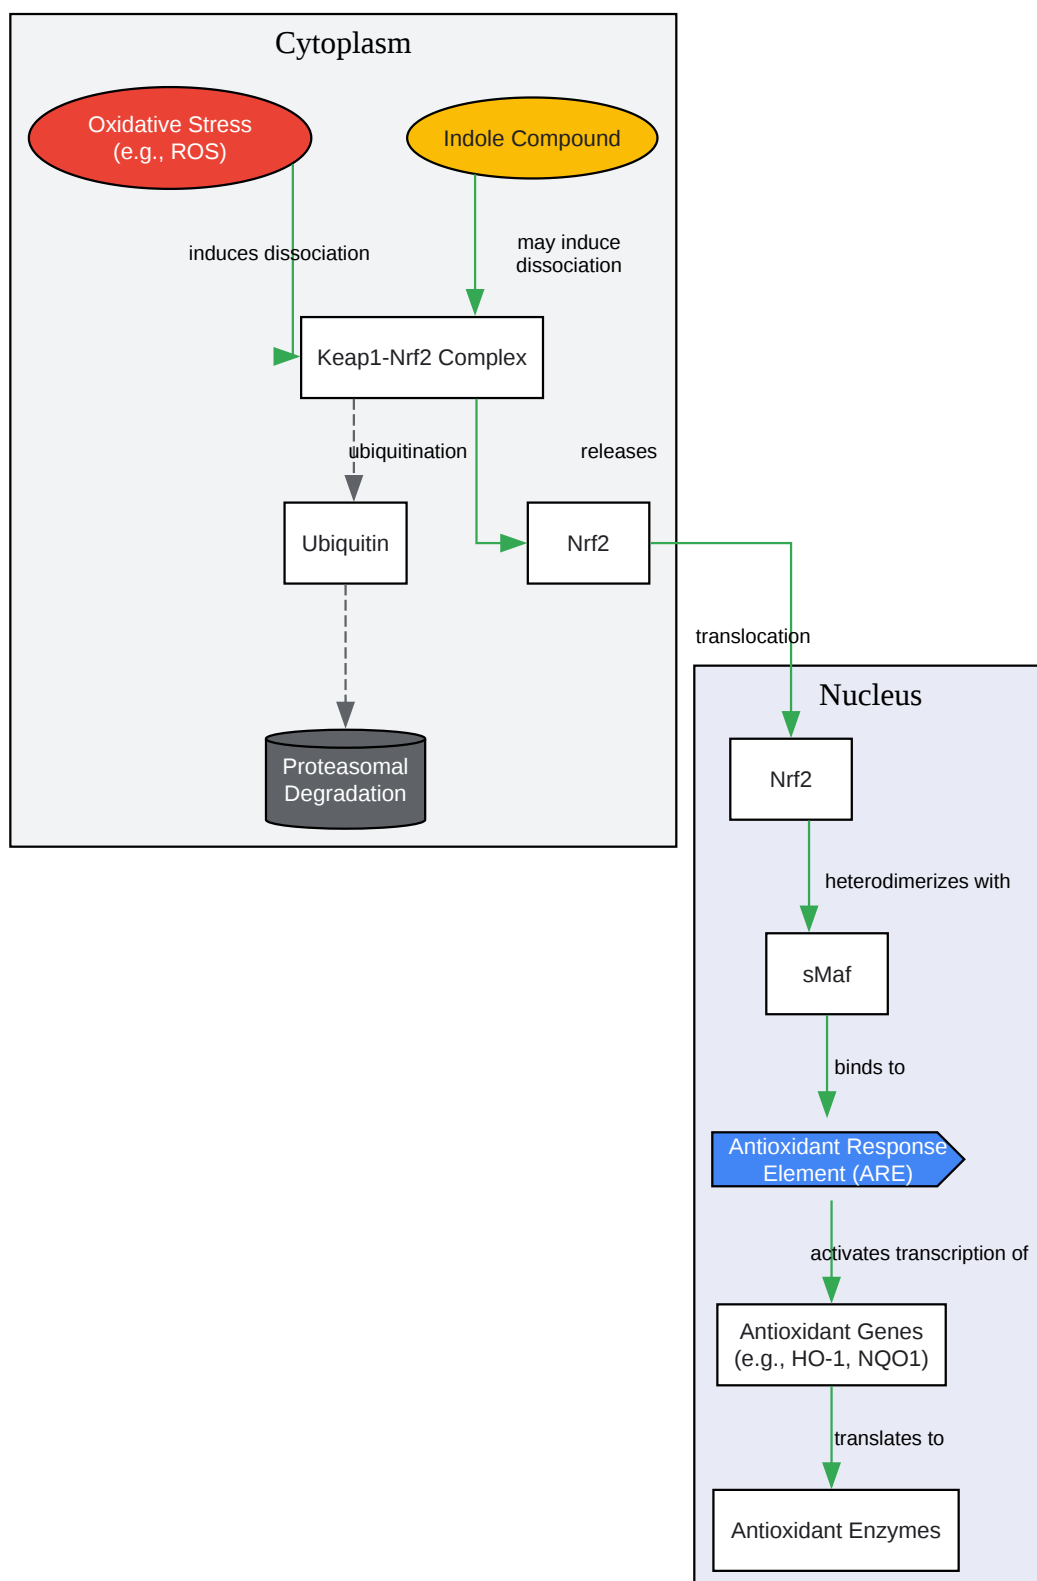 Cytoplasm
Oxidative Stress
(e.g., ROS)
Indole Compound
induces dissociation
may induce
dissociation
Keap1-Nrf2 Complex
ubiquitination
releases
Ubiquitin
Nrf2
translocation
Proteasomal
Degradation
Nucleus
Nrf2
heterodimerizes with
sMaf
binds to
Antioxidant Response
Element (ARE)
activates transcription of
Antioxidant Genes
(e.g., HO-1, NQO1)
translates to
Antioxidant Enzymes